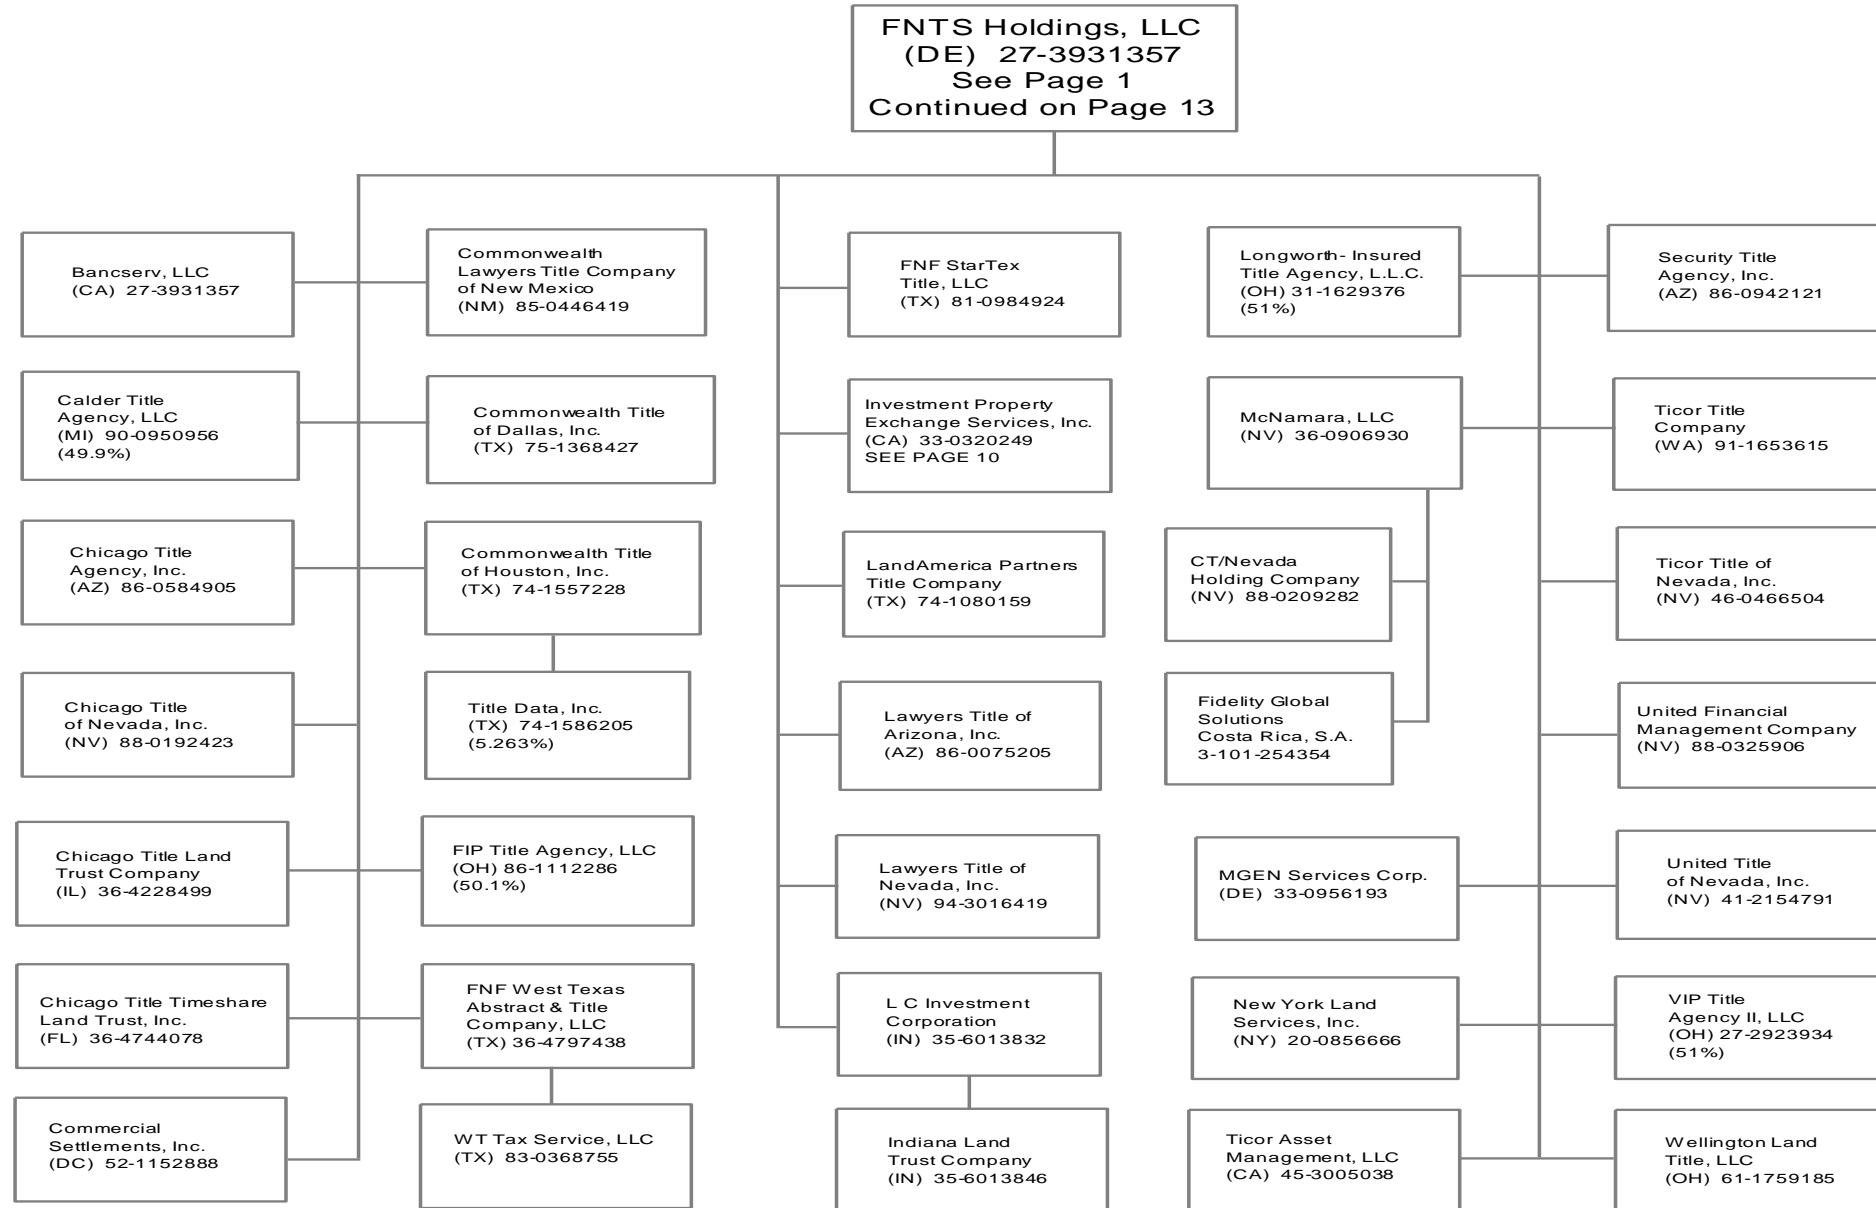 FNTS Holdings, LLC
(DE) 27-3931357
See Page 1
Continued on Page 13
Bancserv, LLC
(CA) 27-3931357
Calder Title
Agency, LLC
(MI) 90-0950956
(49.9%)
Chicago Title
Agency, Inc.
(AZ) 86-0584905
Chicago Title
of Nevada, Inc.
(NV) 88-0192423
Chicago Title Land
Trust Company
(IL) 36-4228499
Chicago Title Timeshare
Land Trust, Inc.
(FL) 36-4744078
Commercial
Settlements, Inc.
(DC) 52-1152888
Commonwealth
Lawyers Title Company
of New Mexico
(NM) 85-0446419
Commonwealth Title
of Dallas, Inc.
(TX) 75-1368427
Commonwealth Title
of Houston, Inc.
(TX) 74-1557228
Title Data, Inc.
(TX) 74-1586205
(5.263%)
FIP Title Agency, LLC
(OH) 86-1112286
(50.1%)
FNF West Texas
Abstract & Title
Company, LLC
(TX) 36-4797438
WT Tax Service, LLC
(TX) 83-0368755
FNF StarTex
Title, LLC
(TX) 81-0984924
Investment Property
Exchange Services, Inc.
(CA) 33-0320249
SEE PAGE 10
LandAmerica Partners
Title Company
(TX) 74-1080159
Lawyers Title of
Arizona, Inc.
(AZ) 86-0075205
Lawyers Title of
Nevada, Inc.
(NV) 94-3016419
L C Investment
Corporation
(IN) 35-6013832
Indiana Land
Trust Company
(IN) 35-6013846
Longworth- Insured
Title Agency, L.L.C.
(OH) 31-1629376
(51%)
McNamara, LLC
(NV) 36-0906930
CT/Nevada
Holding Company
(NV) 88-0209282
Fidelity Global
Solutions
Costa Rica, S.A.
3-101-254354
MGEN Services Corp.
(DE) 33-0956193
New York Land
Services, Inc.
(NY) 20-0856666
Ticor Asset
Management, LLC
(CA) 45-3005038
Security Title
Agency, Inc.
(AZ) 86-0942121
Ticor Title
Company
(WA) 91-1653615
Ticor Title of
Nevada, Inc.
(NV) 46-0466504
United Financial
Management Company
(NV) 88-0325906
United Title
of Nevada, Inc.
(NV) 41-2154791
VIP Title
Agency II, LLC
(OH) 27-2923934
(51%)
Wellington Land
Title, LLC
(OH) 61-1759185